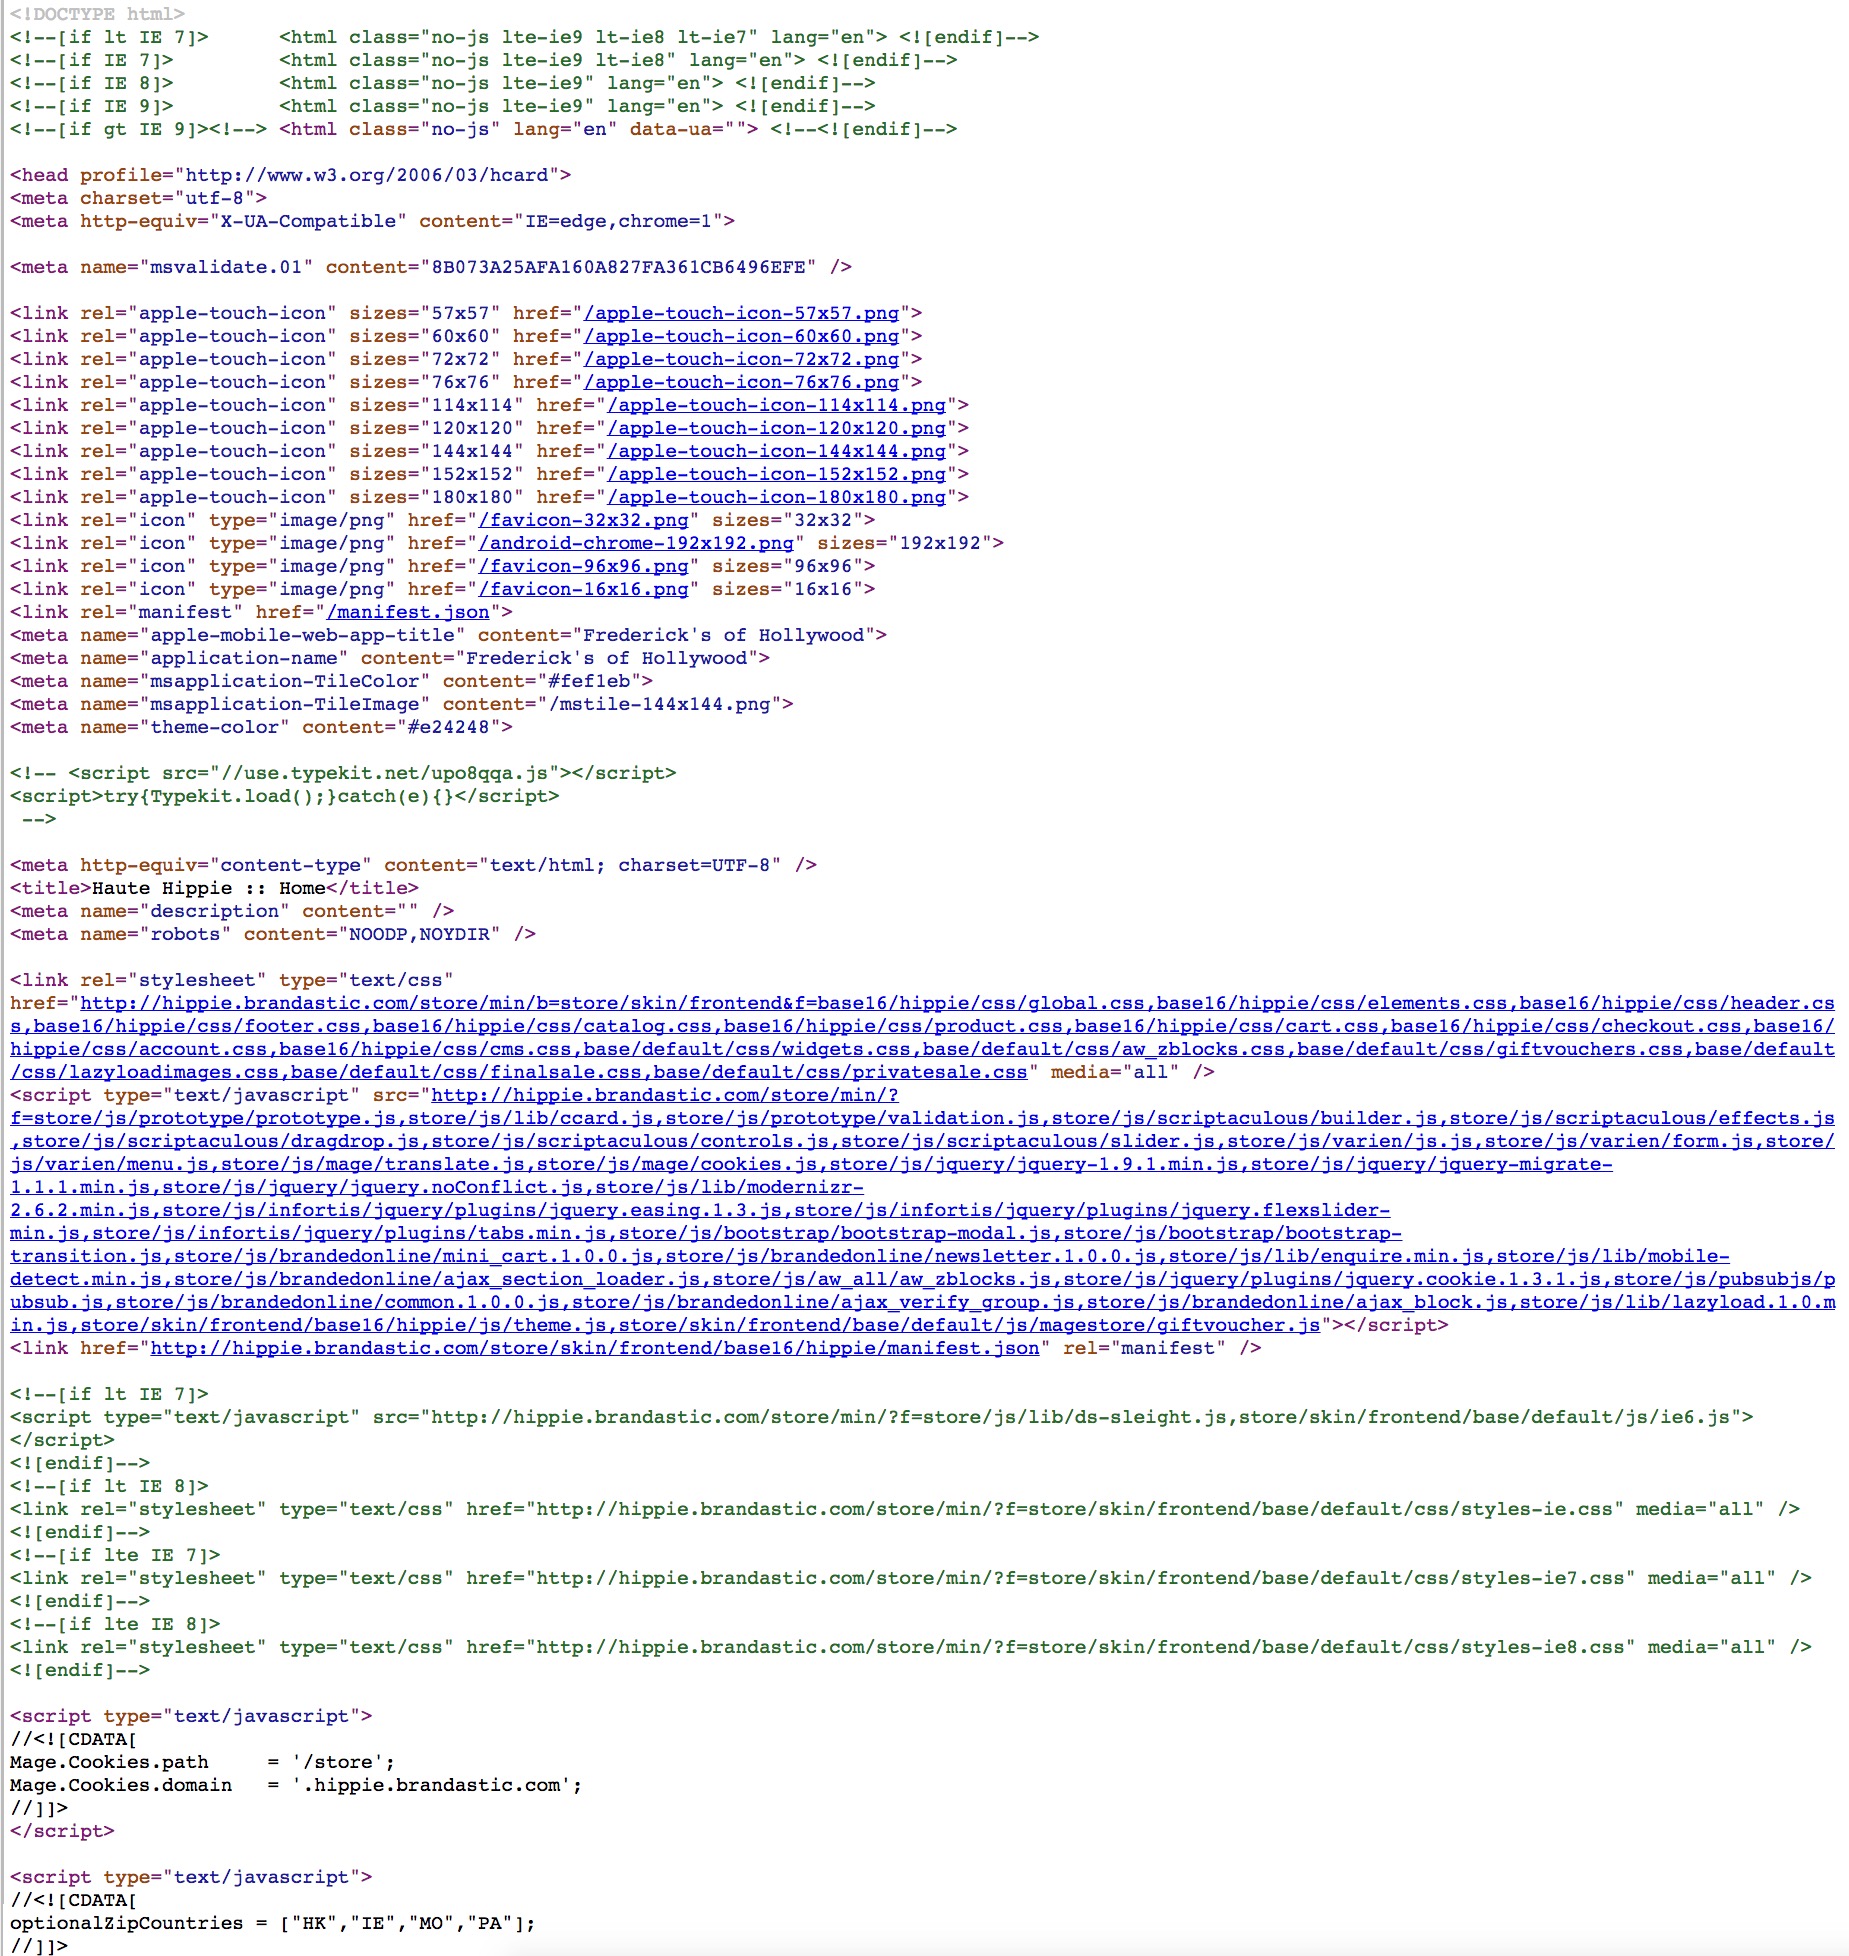 <!DOCTYPE html>
<!--[if lt IE 7]>      <html class="no-js lte-ie9 lt-ie8 lt-ie7" lang="en"> <![endif]-->
<!--[if IE 7]>         <html class="no-js lte-ie9 lt-ie8" lang="en"> <![endif]-->
<!--[if IE 8]>         <html class="no-js lte-ie9" lang="en"> <![endif]-->
<!--[if IE 9]>         <html class="no-js lte-ie9" lang="en"> <![endif]-->
<!--[if gt IE 9]><!--> <html class="no-js" lang="en" data-ua=""> <!--<![endif]-->
<head profile="http://www.w3.org/2006/03/hcard">
<meta charset="utf-8">
<meta http-equiv="X-UA-Compatible" content="IE=edge,chrome=1">
<meta name="msvalidate.01" content="8B073A25AFA160A827FA361CB6496EFE" />
<link rel="apple-touch-icon" sizes="57x57" href="/apple-touch-icon-57x57.png">
<link rel="apple-touch-icon" sizes="60x60" href="/apple-touch-icon-60x60.png">
<link rel="apple-touch-icon" sizes="72x72" href="/apple-touch-icon-72x72.png">
<link rel="apple-touch-icon" sizes="76x76" href="/apple-touch-icon-76x76.png">
<link rel="apple-touch-icon" sizes="114x114" href="/apple-touch-icon-114x114.png">
<link rel="apple-touch-icon" sizes="120x120" href="/apple-touch-icon-120x120.png">
<link rel="apple-touch-icon" sizes="144x144" href="/apple-touch-icon-144x144.png">
<link rel="apple-touch-icon" sizes="152x152" href="/apple-touch-icon-152x152.png">
<link rel="apple-touch-icon" sizes="180x180" href="/apple-touch-icon-180x180.png">
<link rel="icon" type="image/png" href="/favicon-32x32.png" sizes="32x32">
<link rel="icon" type="image/png" href="/android-chrome-192x192.png" sizes="192x192">
<link rel="icon" type="image/png" href="/favicon-96x96.png" sizes="96x96">
<link rel="icon" type="image/png" href="/favicon-16x16.png" sizes="16x16">
<link rel="manifest" href="/manifest.json">
<meta name="apple-mobile-web-app-title" content="Frederick's of Hollywood">
<meta name="application-name" content="Frederick's of Hollywood">
<meta name="msapplication-TileColor" content="#fef1eb">
<meta name="msapplication-TileImage" content="/mstile-144x144.png">
<meta name="theme-color" content="#e24248">
<!-- <script src="//use.typekit.net/upo8qqa.js"></script>
<script>try{Typekit.load();}catch(e){}</script>
 -->
<meta http-equiv="content-type" content="text/html; charset=UTF-8" />
<title>Haute Hippie :: Home</title>
<meta name="description" content="" />
<meta name="robots" content="NOODP,NOYDIR" />
<link rel="stylesheet" type="text/css"
href="http://hippie.brandastic.com/store/min/b=store/skin/frontend&f=base16/hippie/css/global.css,base16/hippie/css/elements.css,base16/hippie/css/header.cs
s,base16/hippie/css/footer.css,base16/hippie/css/catalog.css,base16/hippie/css/product.css,base16/hippie/css/cart.css,base16/hippie/css/checkout.css,base16/
hippie/css/account.css,base16/hippie/css/cms.css,base/default/css/widgets.css,base/default/css/aw_zblocks.css,base/default/css/giftvouchers.css,base/default
/css/lazyloadimages.css,base/default/css/finalsale.css,base/default/css/privatesale.css" media="all" />
<script type="text/javascript" src="http://hippie.brandastic.com/store/min/?
f=store/js/prototype/prototype.js,store/js/lib/ccard.js,store/js/prototype/validation.js,store/js/scriptaculous/builder.js,store/js/scriptaculous/effects.js
,store/js/scriptaculous/dragdrop.js,store/js/scriptaculous/controls.js,store/js/scriptaculous/slider.js,store/js/varien/js.js,store/js/varien/form.js,store/
js/varien/menu.js,store/js/mage/translate.js,store/js/mage/cookies.js,store/js/jquery/jquery-1.9.1.min.js,store/js/jquery/jquery-migrate-
1.1.1.min.js,store/js/jquery/jquery.noConflict.js,store/js/lib/modernizr-
2.6.2.min.js,store/js/infortis/jquery/plugins/jquery.easing.1.3.js,store/js/infortis/jquery/plugins/jquery.flexslider-
min.js,store/js/infortis/jquery/plugins/tabs.min.js,store/js/bootstrap/bootstrap-modal.js,store/js/bootstrap/bootstrap-
transition.js,store/js/brandedonline/mini_cart.1.0.0.js,store/js/brandedonline/newsletter.1.0.0.js,store/js/lib/enquire.min.js,store/js/lib/mobile-
detect.min.js,store/js/brandedonline/ajax_section_loader.js,store/js/aw_all/aw_zblocks.js,store/js/jquery/plugins/jquery.cookie.1.3.1.js,store/js/pubsubjs/p
ubsub.js,store/js/brandedonline/common.1.0.0.js,store/js/brandedonline/ajax_verify_group.js,store/js/brandedonline/ajax_block.js,store/js/lib/lazyload.1.0.m
in.js,store/skin/frontend/base16/hippie/js/theme.js,store/skin/frontend/base/default/js/magestore/giftvoucher.js"></script>
<link href="http://hippie.brandastic.com/store/skin/frontend/base16/hippie/manifest.json" rel="manifest" />
<!--[if lt IE 7]>
<script type="text/javascript" src="http://hippie.brandastic.com/store/min/?f=store/js/lib/ds-sleight.js,store/skin/frontend/base/default/js/ie6.js">
</script>
<![endif]-->
<!--[if lt IE 8]>
<link rel="stylesheet" type="text/css" href="http://hippie.brandastic.com/store/min/?f=store/skin/frontend/base/default/css/styles-ie.css" media="all" />
<![endif]-->
<!--[if lte IE 7]>
<link rel="stylesheet" type="text/css" href="http://hippie.brandastic.com/store/min/?f=store/skin/frontend/base/default/css/styles-ie7.css" media="all" />
<![endif]-->
<!--[if lte IE 8]>
<link rel="stylesheet" type="text/css" href="http://hippie.brandastic.com/store/min/?f=store/skin/frontend/base/default/css/styles-ie8.css" media="all" />
<![endif]-->
<script type="text/javascript">
//<![CDATA[
Mage.Cookies.path     = '/store';
Mage.Cookies.domain   = '.hippie.brandastic.com';
//]]>
</script>
<script type="text/javascript">
//<![CDATA[
optionalZipCountries = ["HK","IE","MO","PA"];
//]]>